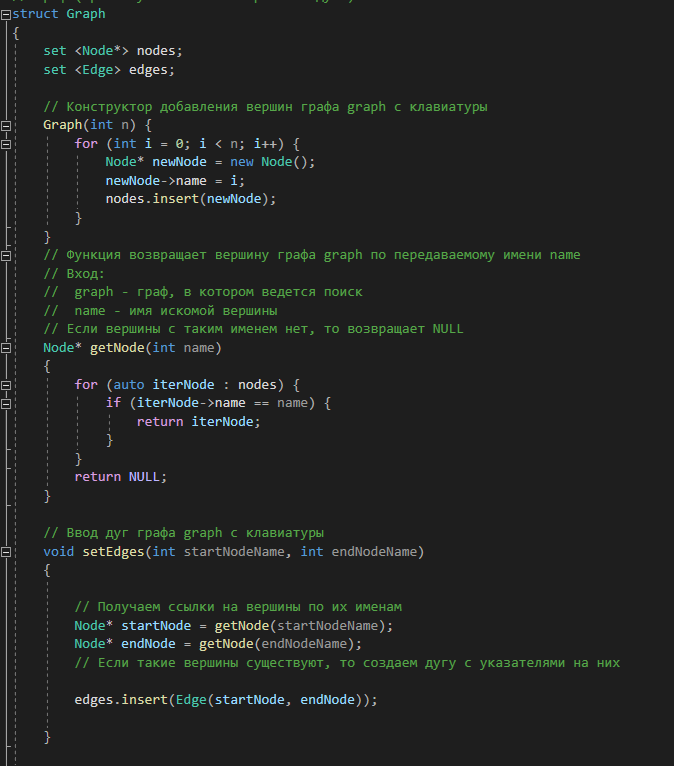 struct Graph
{
set <Node*> nodes;
set <Edge> edges;
// Конструктор добавления вершин графа graph с клавиатуры
Graph(int n) {
for (int i = 0; i < n; i++) {
Node* newNode = new Node();
newNode->name = i;
nodes.insert(newNode);
}
}
// Функция возвращает вершину графа graph по передаваемому имени name
// Вход:
//  graph - граф, в котором ведется поиск
//  name - имя искомой вершины
// Если вершины с таким именем нет, то возвращает NULL
Node* getNode(int name)
{
for (auto iterNode : nodes) {
if (iterNode->name == name) {
return iterNode;
}
}
return NULL;
}
// Ввод дуг графа graph с клавиатуры
void setEdges(int startNodeName, int endNodeName)
{
// Получаем ссылки на вершины по их именам
Node* startNode = getNode(startNodeName);
Node* endNode = getNode(endNodeName);
// Если такие вершины существуют, то создаем дугу с указателями на них
edges.insert(Edge(startNode, endNode));
}